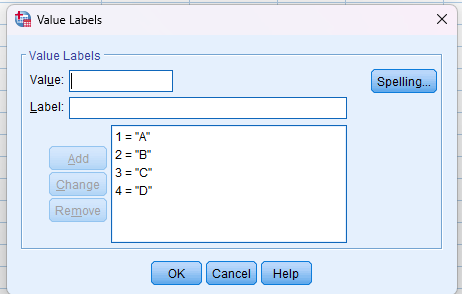 Value Labels
Value Labels
Value:
Spelling...
Label:
1 = "A"
2 = "B"
3 = "C"
4 = "D"
Add
Change
Remove
OK Cancel Help